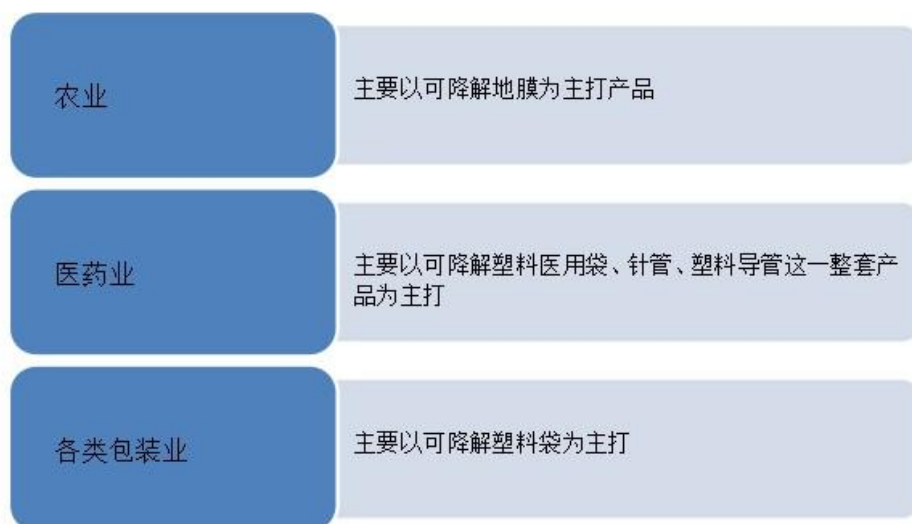 农业
主要以可降解地膜为主打产品
医药业
主要以可降解塑料医用袋、针管、塑料导管这一整套产
品为主打
各类包装业
主要以可降解塑料袋为主打